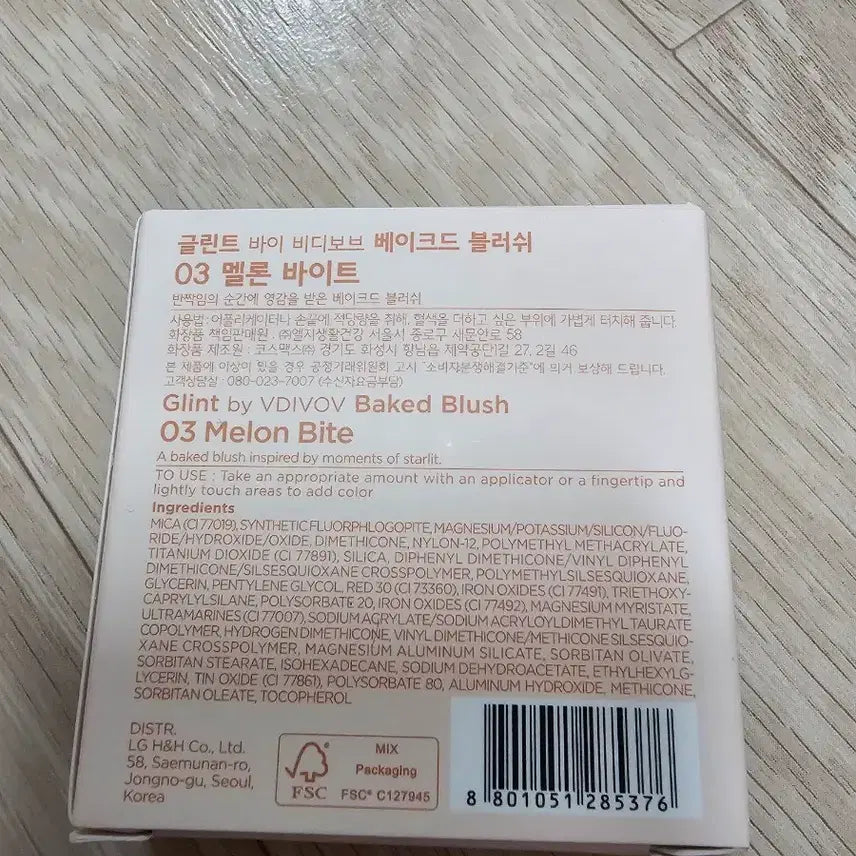 글린트 바이 비디보브 베이크드 블러쉬
03 멜론 바이트
반짝임의 순간에 영감을 받은 베이크드 블러쉬
사용법: 어플리케이터나 손끝에 적당량을 취해, 혈색을 더하고 싶은 부위에 가볍게 터치해 줍니다.
화장품 책임판매원 : ㈜엘지생활건강 서울시 종로구 새문안로 58
화장품 제조원 : 코스맥스㈜ 경기도 화성시 향남읍 제약공단1길 27, 2길 46
본 제품에 이상이 있을 경우 공정거래위원회 고시 "소비자분쟁해결기준"에 의거 보상해 드립니다.
고객상담실 : 080-023-7007 (수신자요금부담)
Glint by VDIVOV Baked Blush
03 Melon Bite
A baked blush inspired by moments of starlit.
TO USE : Take an appropriate amount with an applicator or a fingertip and
lightly touch areas to add color
Ingredients
MICA (CI 77019), SYNTHETIC FLUORPHLOGOPITE, MAGNESIUM/POTASSIUM/SILICON/FLUO-
RIDE/HYDROXIDE/OXIDE, DIMETHICONE, NYLON-12, POLYMETHYL METHACRYLATE,
TITANIUM DIOXIDE (CI 77891), SILICA, DIPHENYL DIMETHICONE/VINYL DIPHENYL
DIMETHICONE/SILSESQUIOXANE CROSSPOLYMER, POLYMETHYLSILSESQUIOXANE,
GLYCERIN, PENTYLENE GLYCOL, RED 30 (CI 73360), IRON OXIDES (CI 77491), TRIETHOXY-
CAPRYLYLSILANE, POLYSORBATE 20, IRON OXIDES (CI 77492), MAGNESIUM MYRISTATE,
ULTRAMARINES (CI 77007), SODIUM ACRYLATE/SODIUM ACRYLOYLDIMETHYL TAURATE
COPOLYMER, HYDROGEN DIMETHICONE, VINYL DIMETHICONE/METHICONE SILSESQUIO-
XANE CROSSPOLYMER, MAGNESIUM ALUMINUM SILICATE, SORBITAN OLIVATE,
SORBITAN STEARATE, ISOHEXADECANE, SODIUM DEHYDROACETATE, ETHYLHEXYLG-
LYCERIN, TIN OXIDE (CI 77861), POLYSORBATE 80, ALUMINUM HYDROXIDE, METHICONE,
SORBITAN OLEATE, TOCOPHEROL
DISTR.
LG H&H Co., Ltd.
58, Saemunan-ro,
Jongno-gu, Seoul,
Korea
FSC
MIX
Packaging
FSC® C127945
8 801051 285376